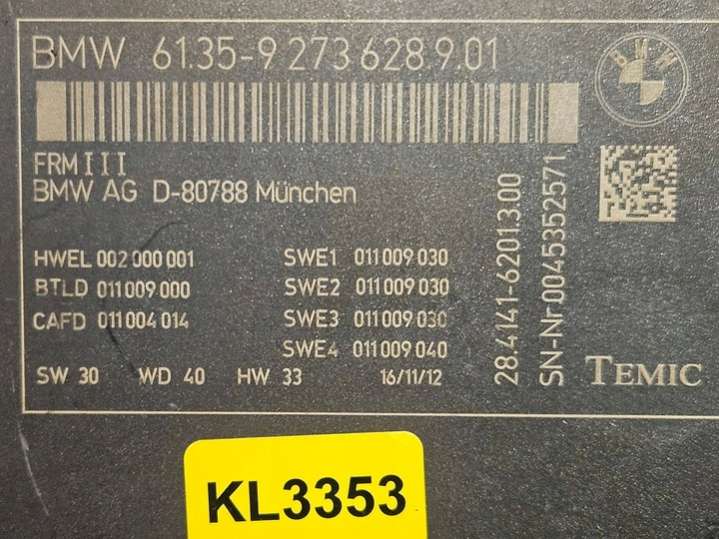 BMW 61.35-9 273 628 9.01
BMW
FRMIII
BMW AG D-80788 München
HWEL 002 000 001
BTLD 011 009 000
CAFD 011 004 014
SWE1 011 009 030
SWE2 011 009 030
SWE3 011 009 030
SWE4 011 009 040
SW 30 WD 40 HW 33 16/11/12
28.4141-62013.00
SN-Nr 0045352571
TEMIC
KL3353